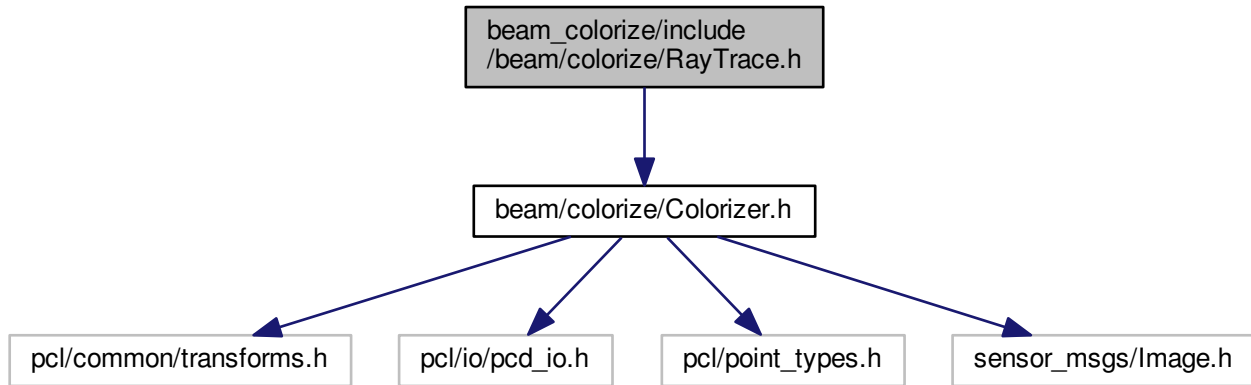 beam_colorize/include
/beam/colorize/RayTrace.h
beam/colorize/Colorizer.h
pcl/common/transforms.h
pcl/io/pcd_io.h
pcl/point_types.h
sensor_msgs/Image.h